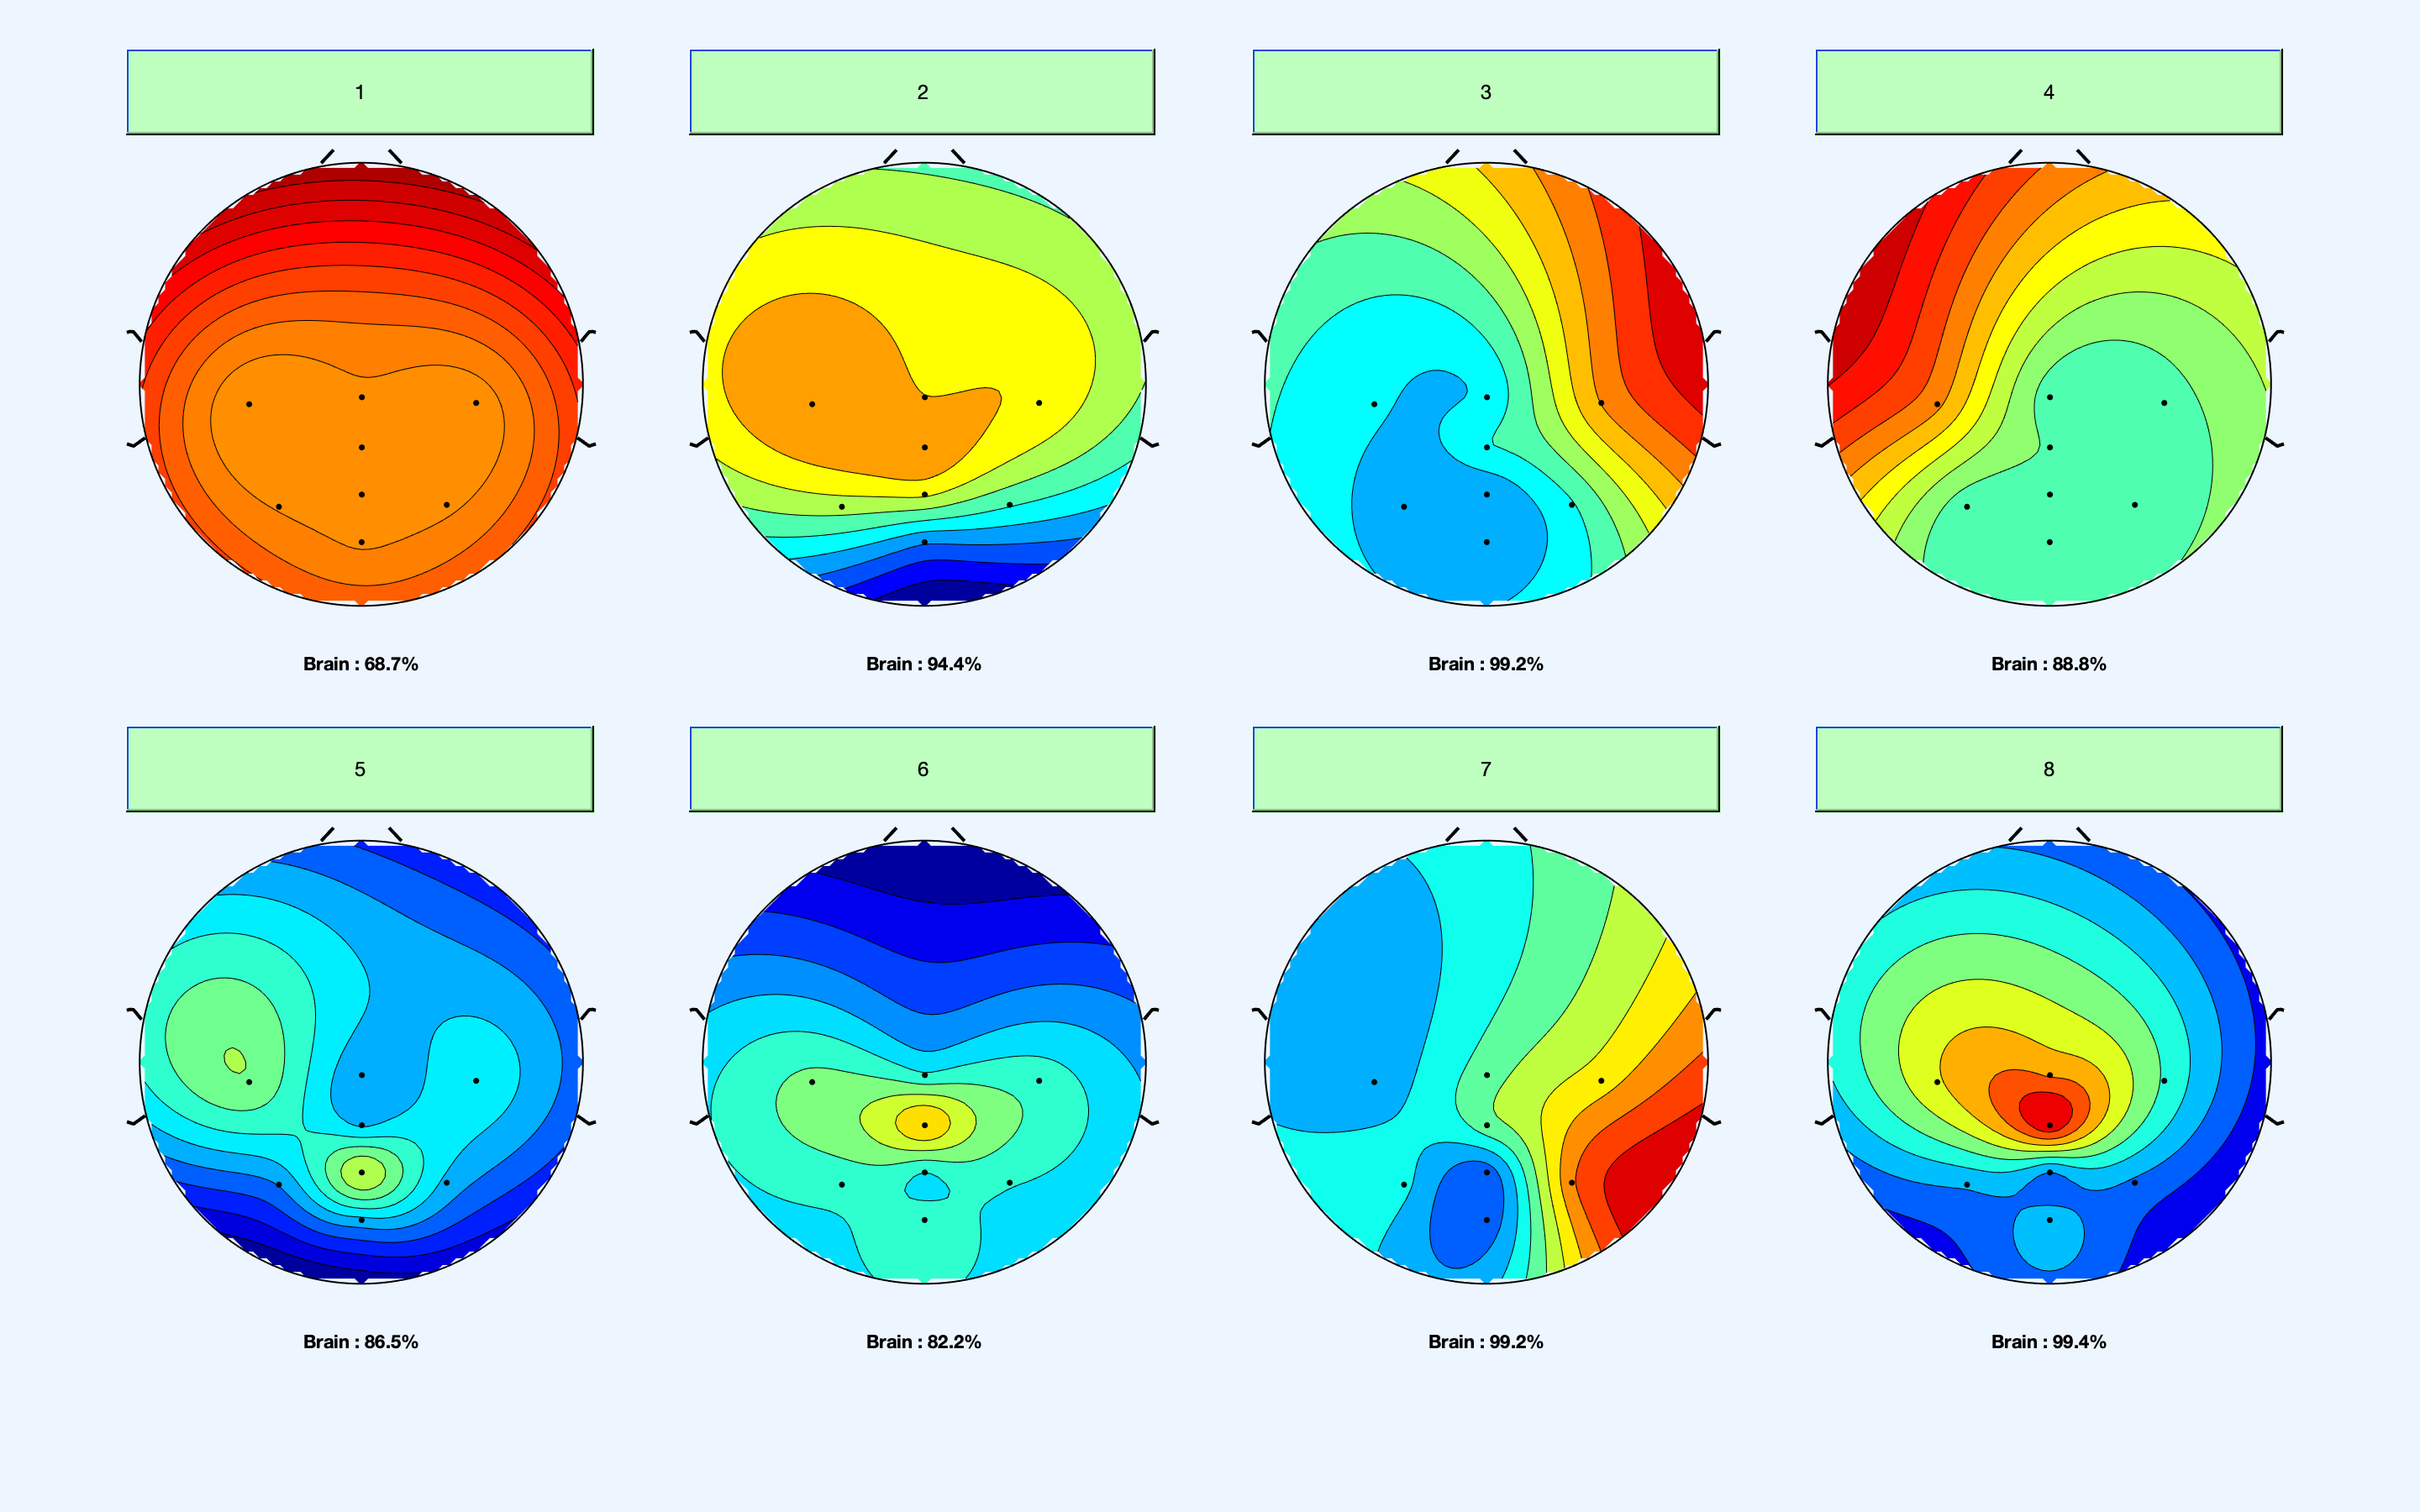 1
2
3
4
Brain : 68.7%
Brain : 94.4%
Brain : 99.2%
Brain : 88.8%
5
6
7
8
Brain : 86.5%
Brain : 82.2%
Brain : 99.2%
Brain : 99.4%